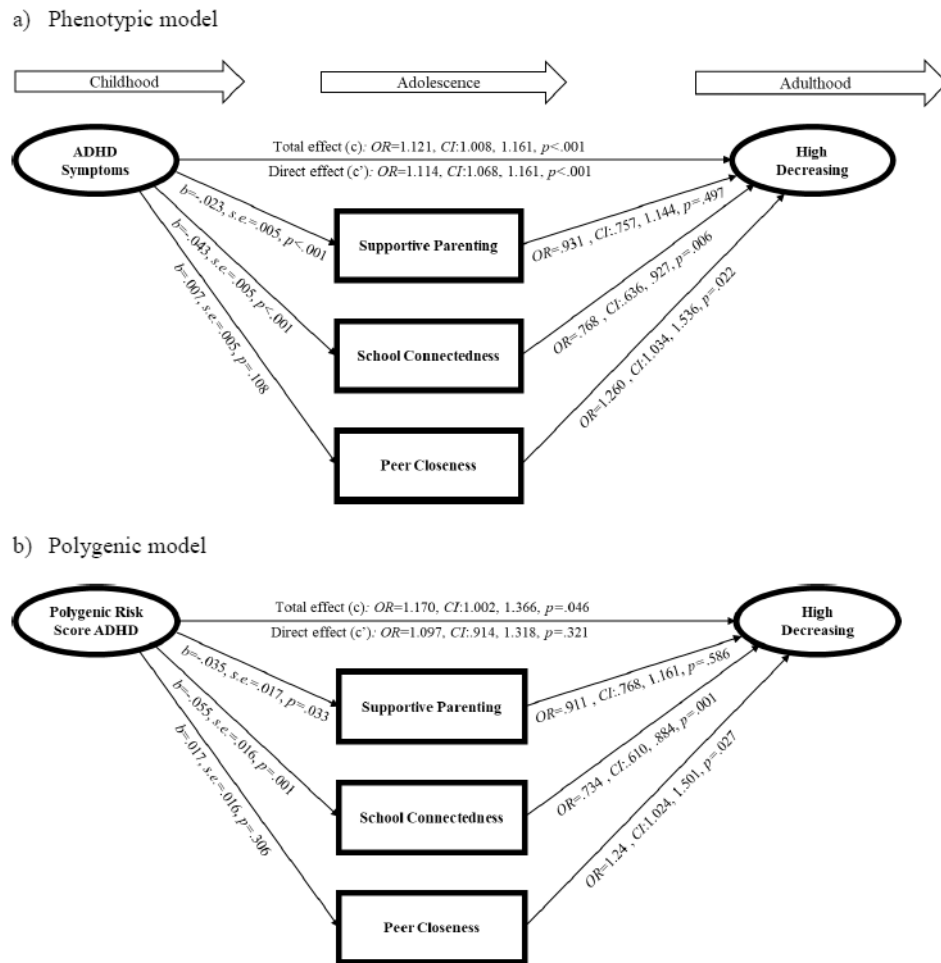 a) Phenotypic model
Childhood
Adolescence
Adulthood
ADHD
Symptoms
Total effect (c): OR=1.121, CI:1.008, 1.161, p<.001
Direct effect (c'): OR=1.114, CI:1.068, 1.161, p<.001
High
Decreasing
b=-.023, s.e.=.005, p<.001
Supportive Parenting
OR=.931 , CI:.757, 1.144, p=.497
b=-.043, s.e.=.005, p<.001
School Connectedness
OR=.768 , CI:.636, .927, p=.006
b=.007, s.e.=.005, p=.108
Peer Closeness
OR=1.260 , CI:1.034, 1.536, p=.022
b) Polygenic model
Polygenic Risk
Score ADHD
Total effect (c): OR=1.170, CI:1.002, 1.366, p=.046
Direct effect (c'): OR=1.097, CI:.914, 1.318, p=.321
High
Decreasing
b=-.035, s.e.=.017, p=.033
Supportive Parenting
OR=.911 , CI:.768, 1.161, p=.586
b=-.055, s.e.=.016, p=.001
School Connectedness
OR=.734 , CI:.610, .884, p=.001
b=.017, s.e.=.016, p=.306
Peer Closeness
OR=1.24 , CI:1.024, 1.501, p=.027